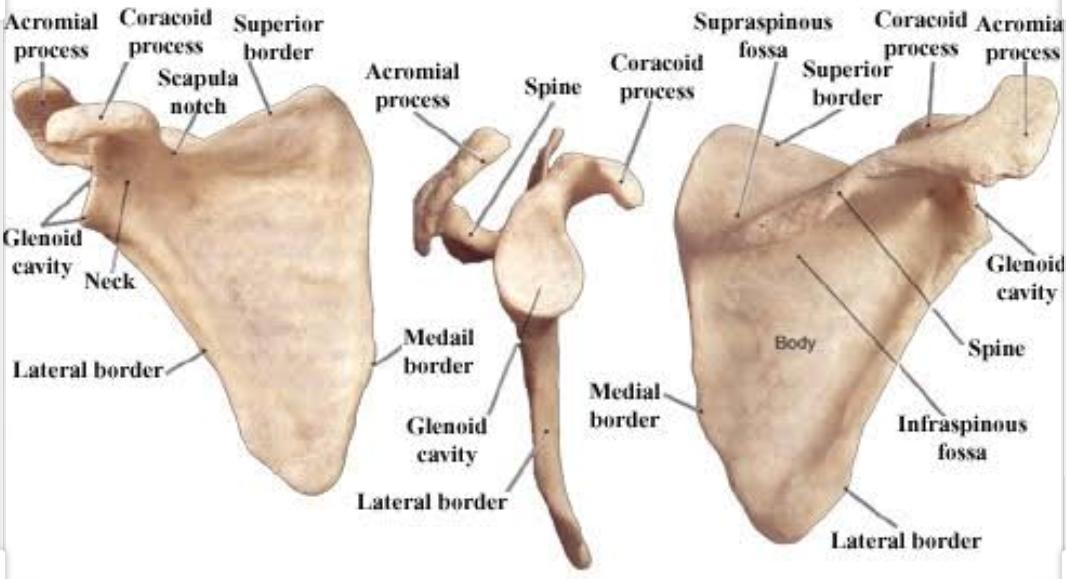 Acromial
process
Coracoid
process
Superior
border
Scapula
notch
Glenoid
cavity
Neck
Lateral border
Medail
border
Acromial
process
Spine
Coracoid
process
Glenoid
cavity
Lateral border
Supraspinous
fossa
Superior
border
Coracoid
process
Acromia
process
Glenoid
cavity
Spine
Body
Medial
border
Infraspinous
fossa
Lateral border